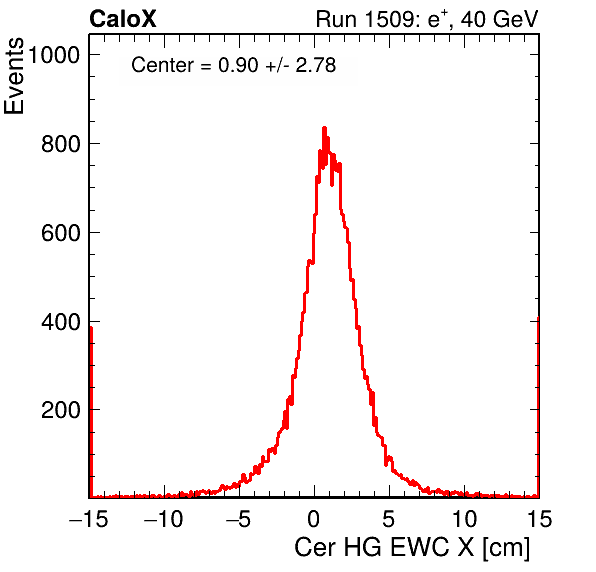 CaloX Run 1509: e⁺, 40 GeV
Events
Center = 0.90 +/- 2.78
1000
800
600
400
200
−15 −10 −5 0 5 10 15
Cer HG EWC X [cm]